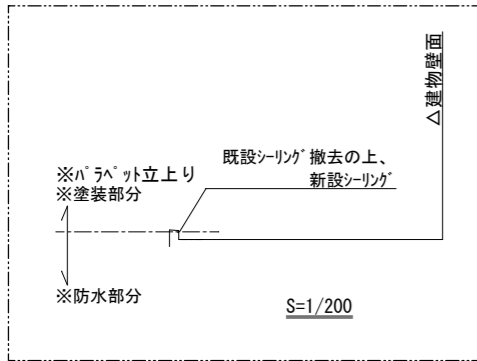 △建物壁面
既設ｼｰﾘﾝｸﾞ撤去の上、
新設ｼｰﾘﾝｸﾞ
※ﾊﾟﾗﾍﾟｯﾄ立上り
※塗装部分
※防水部分
S=1/200